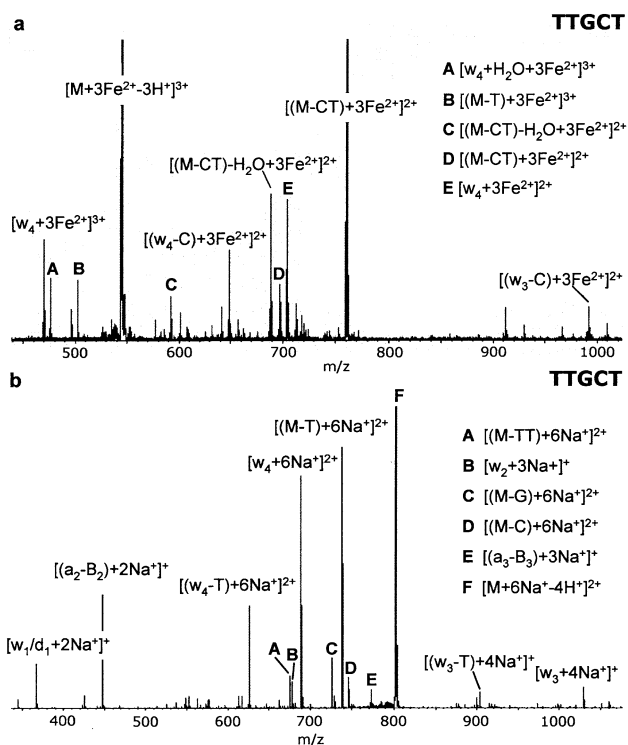 a
TTGCT
[M+3Fe²⁺-3H⁺]³⁺
A [w₄+H₂O+3Fe²⁺]³⁺
B [(M-T)+3Fe²⁺]³⁺
C [(M-CT)-H₂O+3Fe²⁺]²⁺
D [(M-CT)+3Fe²⁺]²⁺
E [w₄+3Fe²⁺]²⁺
[(M-CT)+3Fe²⁺]²⁺
[(M-CT)-H₂O+3Fe²⁺]²⁺
E
[w₄+3Fe²⁺]³⁺
[(w₄-C)+3Fe²⁺]²⁺
A
B
C
D
[(w₃-C)+3Fe²⁺]²⁺
500 600 700 800 900 1000
m/z
b
TTGCT
F
[(M-T)+6Na⁺]²⁺
[w₄+6Na⁺]²⁺
A [(M-TT)+6Na⁺]²⁺
B [w₂+3Na+]⁺
C [(M-G)+6Na⁺]²⁺
D [(M-C)+6Na⁺]²⁺
E [(a₃-B₃)+3Na⁺]⁺
F [M+6Na⁺-4H⁺]²⁺
[(a₂-B₂)+2Na⁺]⁺
[(w₄-T)+6Na⁺]²⁺
[w₁/d₁+2Na⁺]⁺
A
B
C
D
E
[(w₃-T)+4Na⁺]⁺
[w₃+4Na⁺]⁺
400 500 600 700 800 900 1000
m/z